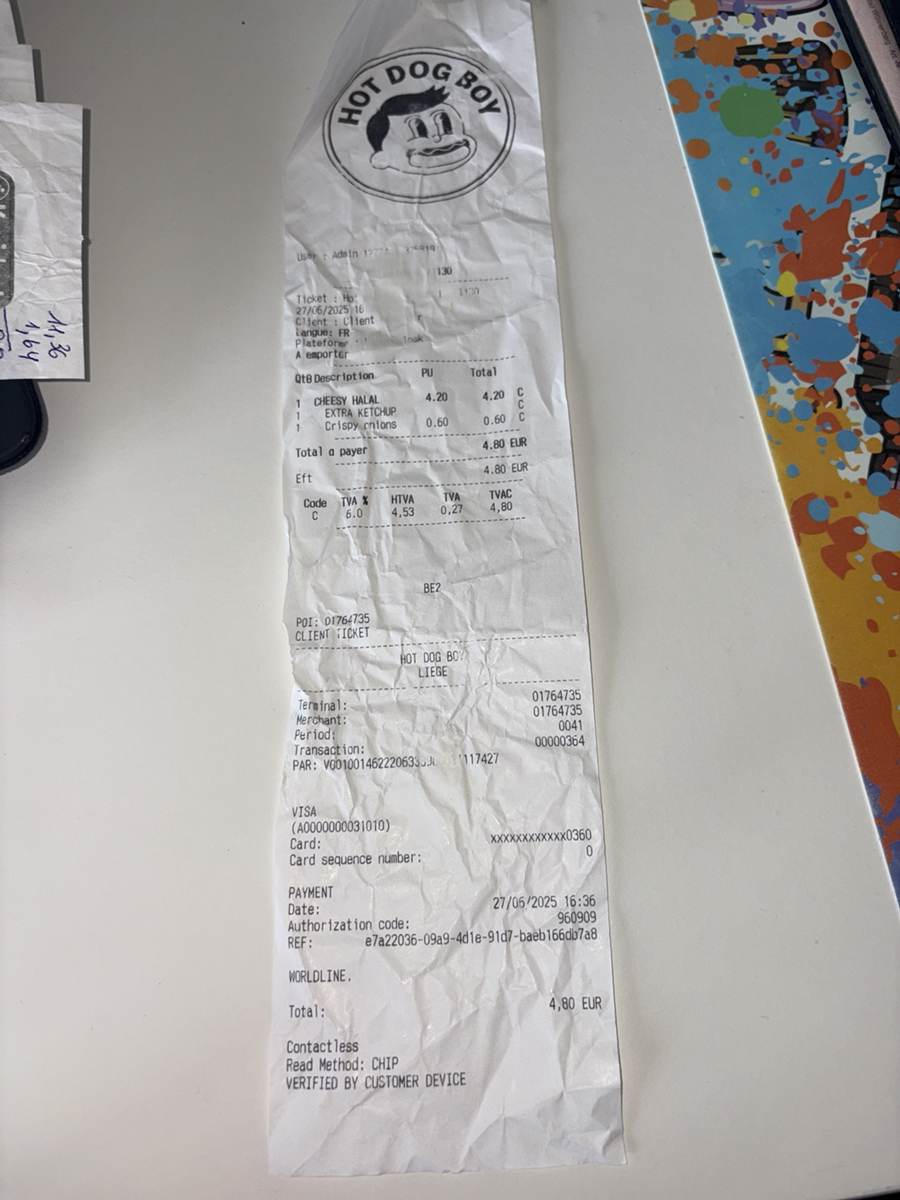 HOT DOG BOY
User : Admin
130
Ticket :
27/06/2025 16
Client : Client
Langue: FR
A emporter
Qté Description PU Total
1 CHEESY HALAL 4.20 4.20 C
1 EXTRA KETCHUP C
1 Crispy onions 0.60 0.60 C
Total a payer 4.80 EUR
Eft 4.80 EUR
Code TVA % HTVA TVA TVAC
C 6.0 4,53 0,27 4,80
BE2
POI: 01764735
CLIENT TICKET
HOT DOG BOY
LIEGE
Terminal: 01764735
Merchant: 01764735
Period: 0041
Transaction: 00000364
PAR:
VISA
(A0000000031010)
Card: xxxxxxxxxxxx0360
Card sequence number: 0
PAYMENT
Date: 27/06/2025 16:36
Authorization code: 960909
REF: e7a22036-09a9-4d1e-91d7-baeb166db7a8
WORLDLINE.
Total: 4,80 EUR
Contactless
Read Method: CHIP
VERIFIED BY CUSTOMER DEVICE
11,36
1,64